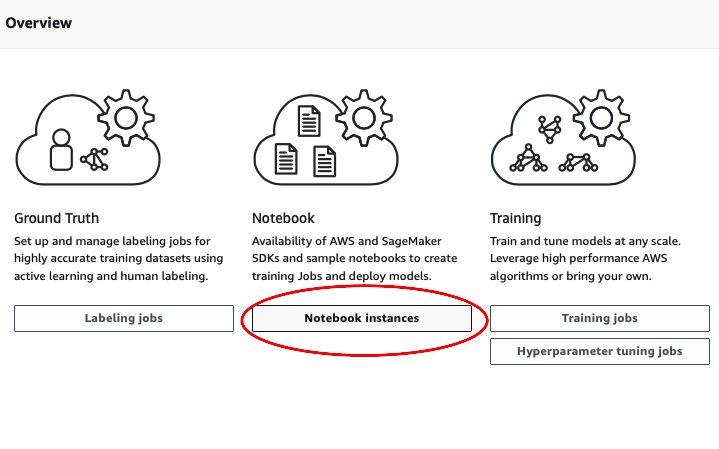 Overview
Ground Truth
Set up and manage labeling jobs for
highly accurate training datasets using
active learning and human labeling.
Labeling jobs
Notebook
Availability of AWS and SageMaker
SDKs and sample notebooks to create
training Jobs and deploy models.
Notebook instances
Training
Train and tune models at any scale.
Leverage high performance AWS
algorithms or bring your own.
Training jobs
Hyperparameter tuning jobs